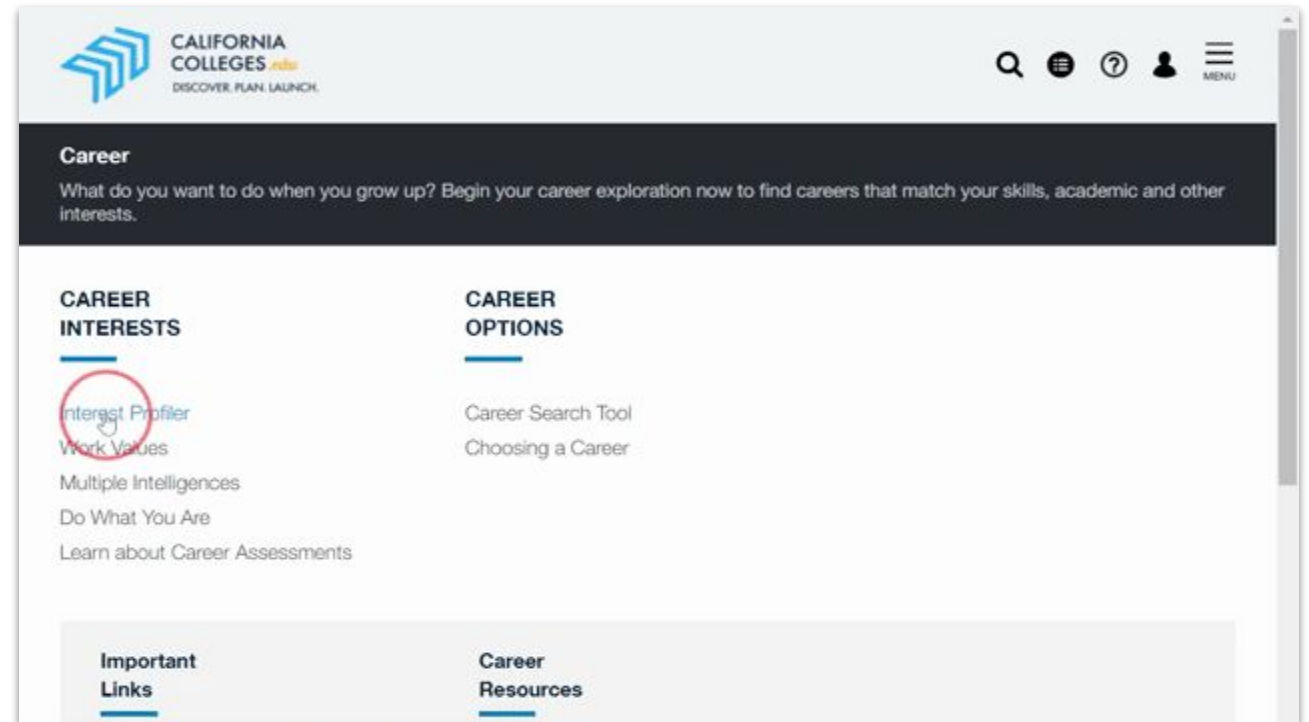 CALIFORNIA
COLLEGES.edu
DISCOVER. PLAN. LAUNCH.
MENU
Career
What do you want to do when you grow up? Begin your career exploration now to find careers that match your skills, academic and other
interests.
CAREER
INTERESTS
Interest Profiler
Work Values
Multiple Intelligences
Do What You Are
Learn about Career Assessments
CAREER
OPTIONS
Career Search Tool
Choosing a Career
Important
Links
Career
Resources